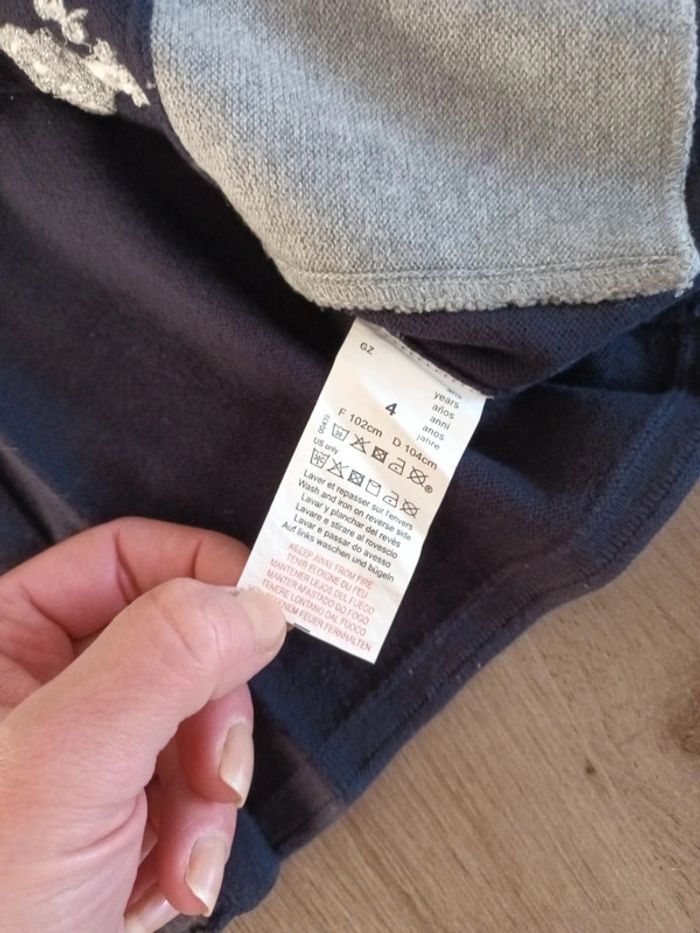 GZ
ans
years
4 años
anni
anos
jahre
F 102cm D 104cm
00433
US only
Laver et repasser sur l'envers
Wash and iron on reverse side
Lavar y planchar del revés
Lavare e stirare al rovescio
Lavar e passar do avesso
Auf links waschen und bügeln
KEEP AWAY FROM FIRE
TENIR ELOIGNE DU FEU
MANTENER LEJOS DEL FUEGO
MANTER AFASTADO DO FOGO
TENERE LONTANO DAL FUOCO
FEUER FERNHALTEN